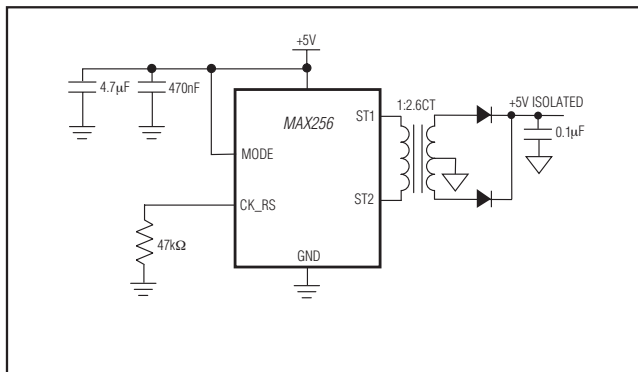 +5V
4.7µF
470nF
MAX256
ST1
1:2.6CT
+5V ISOLATED
0.1µF
MODE
CK_RS
ST2
47kΩ
GND